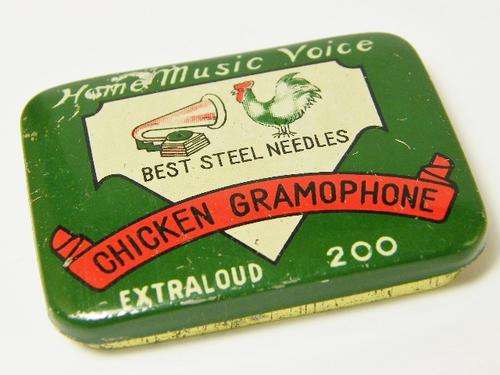 Home Music Voice
BEST STEEL NEEDLES
CHICKEN GRAMOPHONE
EXTRALOUD 200